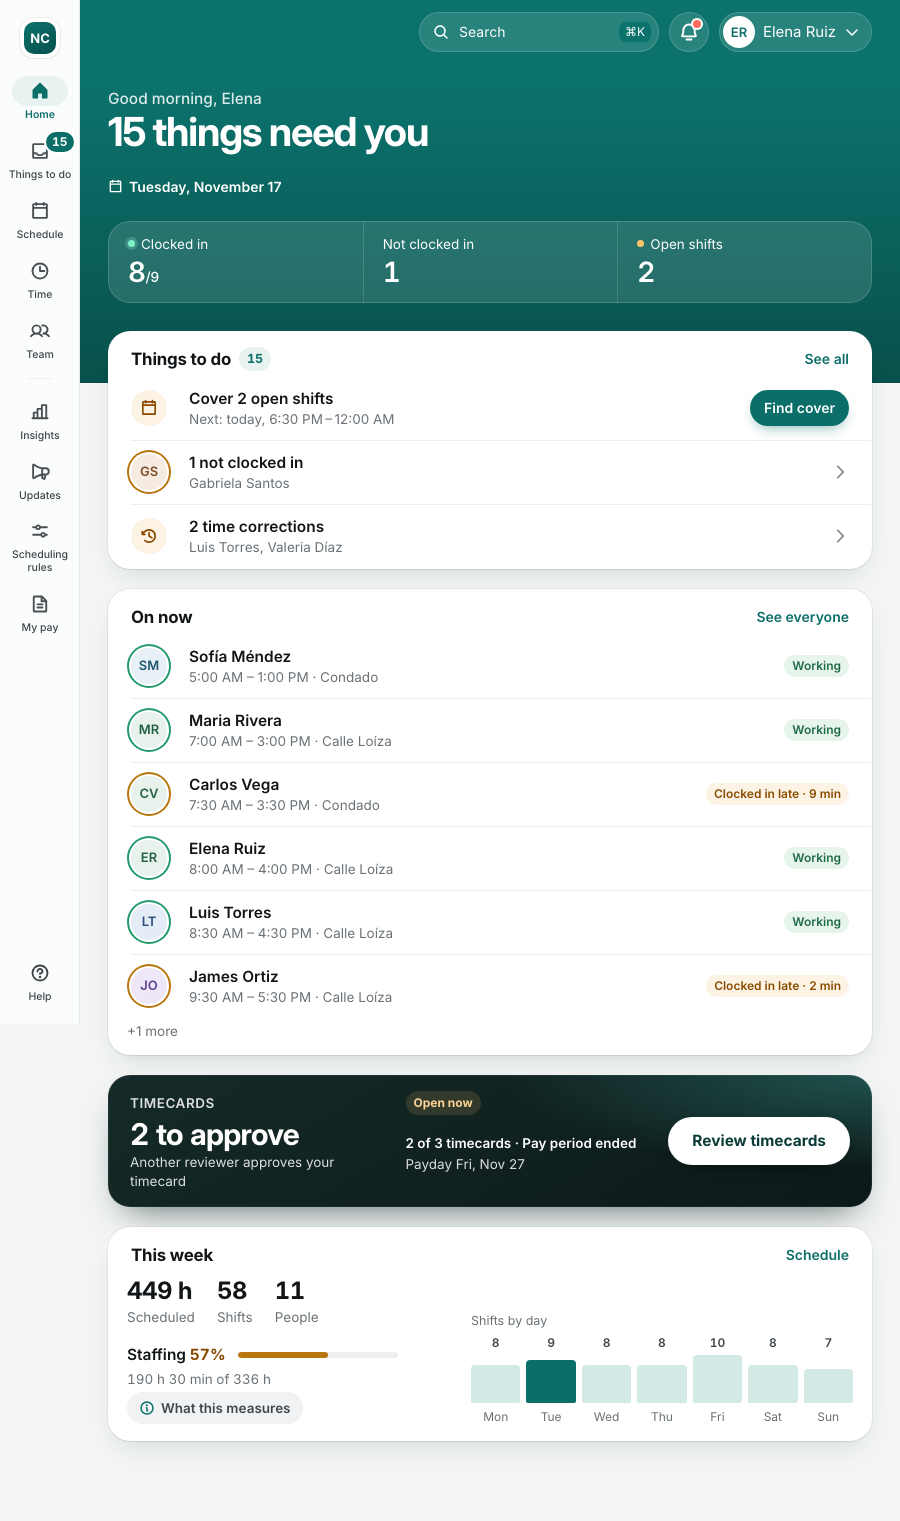 NC
Search
⌘K
ER
Elena Ruiz
Home
15
Things to do
Schedule
Time
Team
Insights
Updates
Scheduling
rules
My pay
Help
Good morning, Elena
15 things need you
Tuesday, November 17
Clocked in
8/9
Not clocked in
1
Open shifts
2
Things to do
15
See all
Cover 2 open shifts
Next: today, 6:30 PM – 12:00 AM
Find cover
GS
1 not clocked in
Gabriela Santos
2 time corrections
Luis Torres, Valeria Díaz
On now
See everyone
SM
Sofía Méndez
5:00 AM – 1:00 PM · Condado
Working
MR
Maria Rivera
7:00 AM – 3:00 PM · Calle Loíza
Working
CV
Carlos Vega
7:30 AM – 3:30 PM · Condado
Clocked in late · 9 min
ER
Elena Ruiz
8:00 AM – 4:00 PM · Calle Loíza
Working
LT
Luis Torres
8:30 AM – 4:30 PM · Calle Loíza
Working
JO
James Ortiz
9:30 AM – 5:30 PM · Calle Loíza
Clocked in late · 2 min
+1 more
TIMECARDS
2 to approve
Another reviewer approves your
timecard
Open now
2 of 3 timecards · Pay period ended
Payday Fri, Nov 27
Review timecards
This week
Schedule
449 h
Scheduled
58
Shifts
11
People
Staffing 57%
190 h 30 min of 336 h
What this measures
Shifts by day
8 9 8 8 10 8 7
Mon Tue Wed Thu Fri Sat Sun